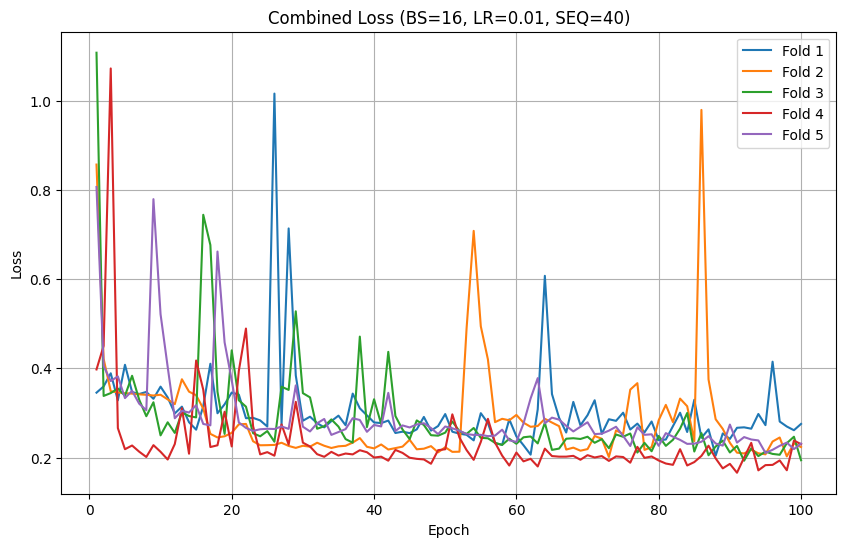 Combined Loss (BS=16, LR=0.01, SEQ=40)
Fold 1
Fold 2
Fold 3
Fold 4
Fold 5
Loss
1.0
0.8
0.6
0.4
0.2
0
20
40
60
80
100
Epoch